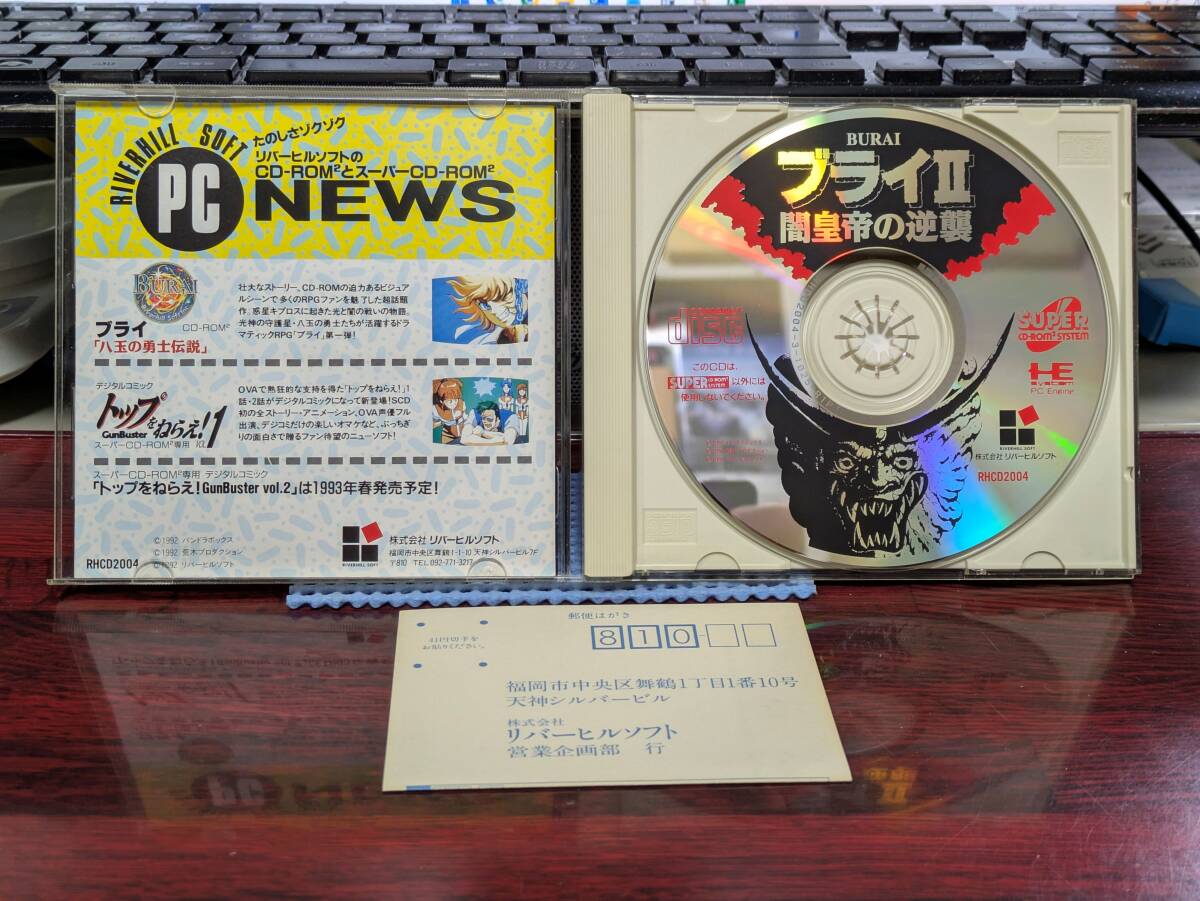 RIVERHILL SOFT
PC
たのしさゾクゾク
リバーヒルソフトの
CD-ROM²とスーパーCD-ROM²
NEWS
BURAI
ブライ CD-ROM²
「八玉の勇士伝説」
壮大なストーリー、CD-ROMの迫力あるビジュア
ルシーンで多くのRPGファンを魅了した超話題
作。惑星キプロスに起きた光と闇の戦いの物語。
光神の守護星・八玉の勇士たちが活躍するドラ
マティックRPG「ブライ」第一弾!
デジタルコミック
トップをねらえ!
GunBuster
スーパーCD-ROM²専用 vol.1
OVAで熱狂的な支持を得た「トップをねらえ!」1
話・2話がデジタルコミックになって新登場!SCD
初の全ストーリー・アニメーション、OVA声優フル
出演、デジコミだけの楽しいオマケなど、ぶっちぎ
りの面白さで贈るファン待望のニューソフト!
スーパーCD-ROM²専用 デジタルコミック
「トップをねらえ!GunBuster vol.2」は1993年春発売予定!
©1992 パンドラボックス
©1992 荒木プロダクション
©1992 リバーヒルソフト
RHCD2004
RIVERHILL SOFT
株式会社 リバーヒルソフト
福岡市中央区舞鶴1-1-10 天神シルバービル7F
〒810 TEL.092-771-3217
BURAI
ブライII
闇皇帝の逆襲
COMPACT
disc
このCDは、
SUPER CD-ROM² SYSTEM 以外には
使用しないでください。
SUPER
CD-ROM² SYSTEM
HE
SYSTEM
PC Engine
RIVERHILL SOFT
株式会社 リバーヒルソフト
RHCD2004
郵便はがき
41円切手を
お貼りください。
810-
福岡市中央区舞鶴1丁目1番10号
天神シルバービル
株式会社
リバーヒルソフト
営業企画部 行